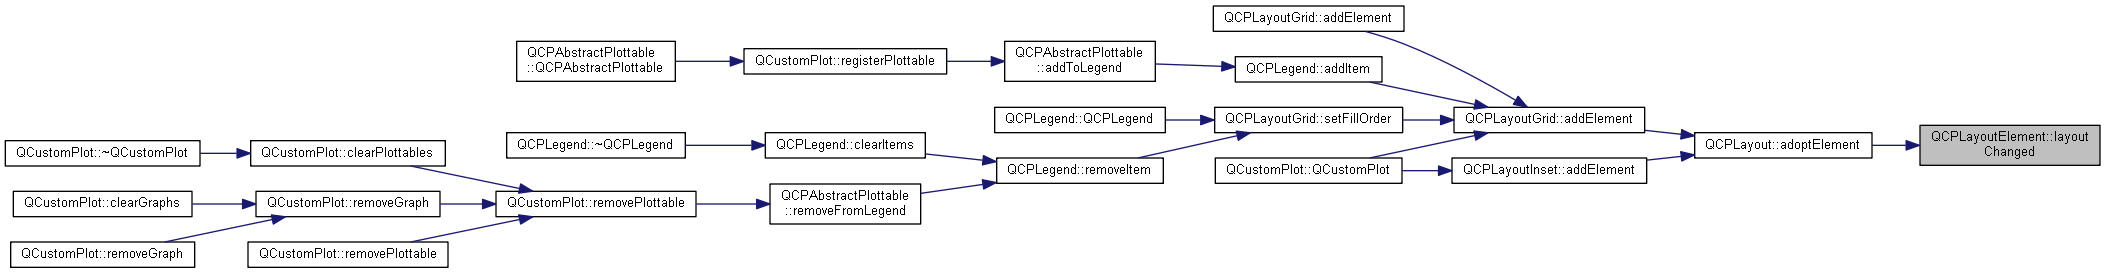 QCPLayoutGrid::addElement
QCPAbstractPlottable
::QCPAbstractPlottable
QCustomPlot::registerPlottable
QCPAbstractPlottable
::addToLegend
QCPLegend::addItem
QCPLegend::QCPLegend
QCPLayoutGrid::setFillOrder
QCPLayoutGrid::addElement
QCustomPlot::~QCustomPlot
QCustomPlot::clearPlottables
QCPLegend::~QCPLegend
QCPLegend::clearItems
QCPLegend::removeItem
QCustomPlot::QCustomPlot
QCPLayoutInset::addElement
QCPLayout::adoptElement
QCPLayoutElement::layout
Changed
QCustomPlot::clearGraphs
QCustomPlot::removeGraph
QCustomPlot::removePlottable
QCPAbstractPlottable
::removeFromLegend
QCustomPlot::removeGraph
QCustomPlot::removePlottable